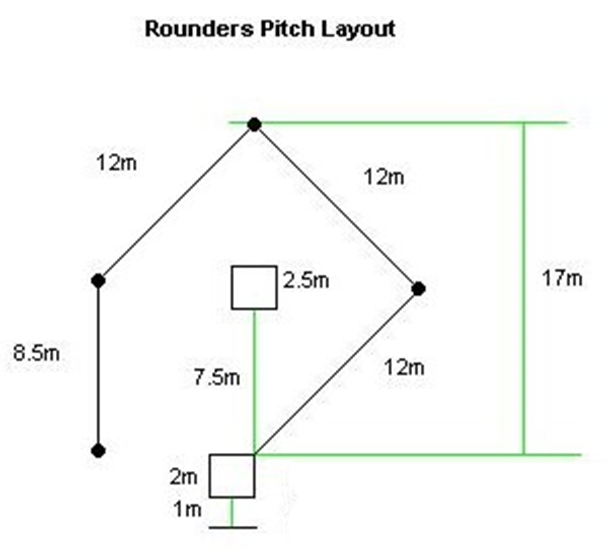 Rounders Pitch Layout
12m
12m
2.5m
17m
8.5m
7.5m
12m
2m
1m